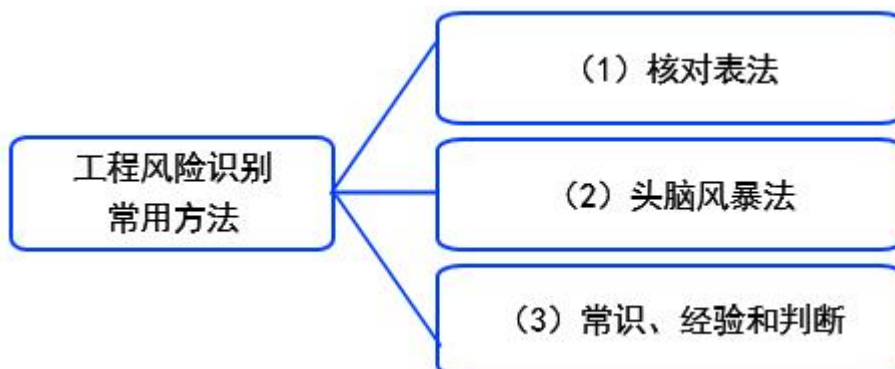 工程风险识别
常用方法
（1）核对表法
（2）头脑风暴法
（3）常识、经验和判断